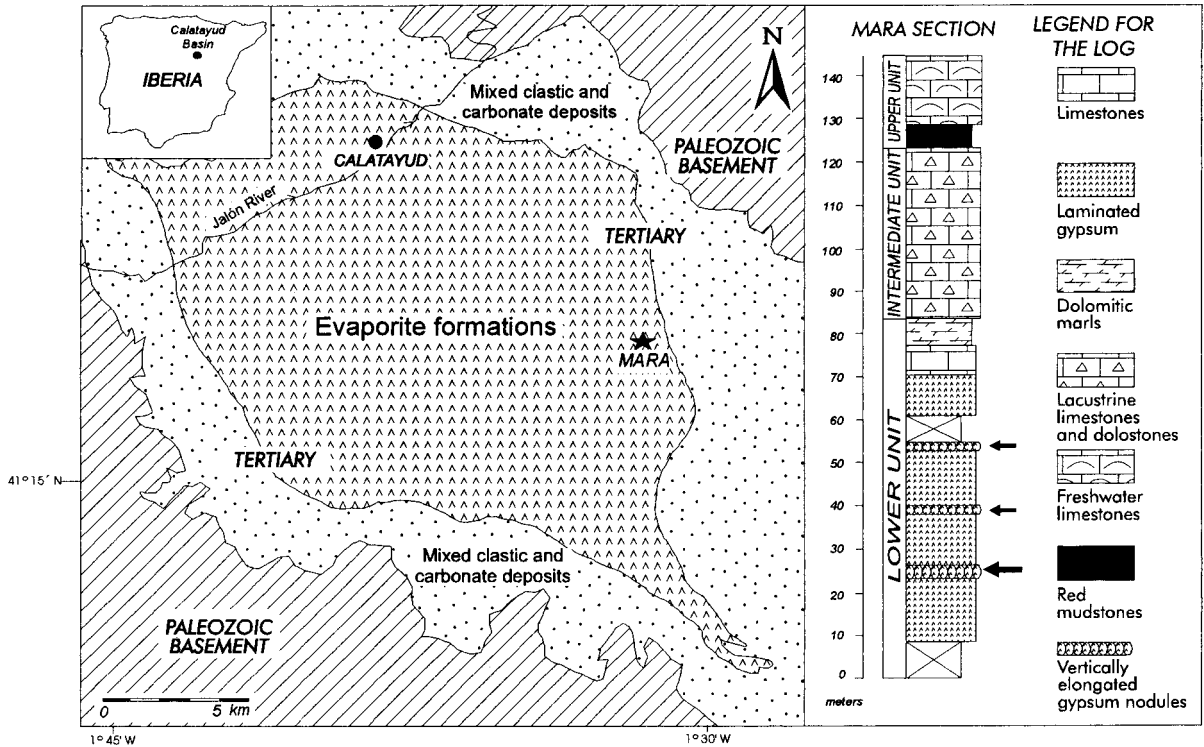 Calatayud
Basin
IBERIA
Mixed clastic and
carbonate deposits
N
PALEOZOIC
BASEMENT
CALATAYUD
Jalón River
TERTIARY
Evaporite formations
MARA
TERTIARY
41°15´N
Mixed clastic and
carbonate deposits
PALEOZOIC
BASEMENT
0 5 km
1°45' W
1°30' W
MARA SECTION
140
130
120
110
100
90
80
70
60
50
40
30
20
10
0
meters
UPPER UNIT
INTERMEDIATE UNIT
LOWER UNIT
LEGEND FOR
THE LOG
Limestones
Laminated
gypsum
Dolomitic
marls
Lacustrine
limestones
and dolostones
Freshwater
limestones
Red
mudstones
Vertically
elongated
gypsum nodules